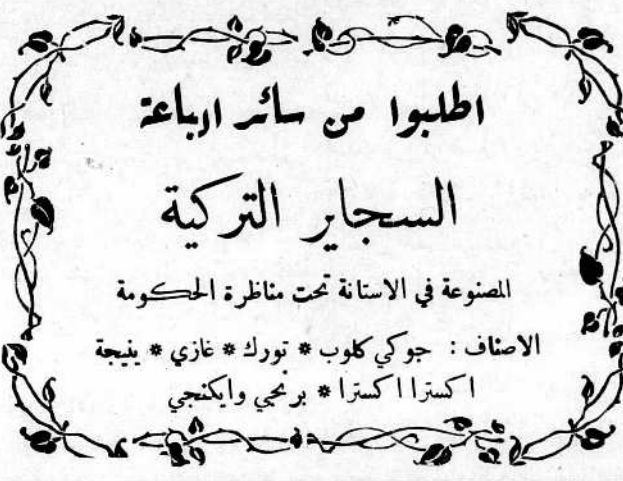 اطلبوا من سائر الباعة
السجاير التركية
المصنوعة في الاستانة تحت مناظرة الحكومة
الاصناف : جوكي كلوب * تورك * غازي * ينيجة
اكسترا اكسترا * برنجي وايكنجي